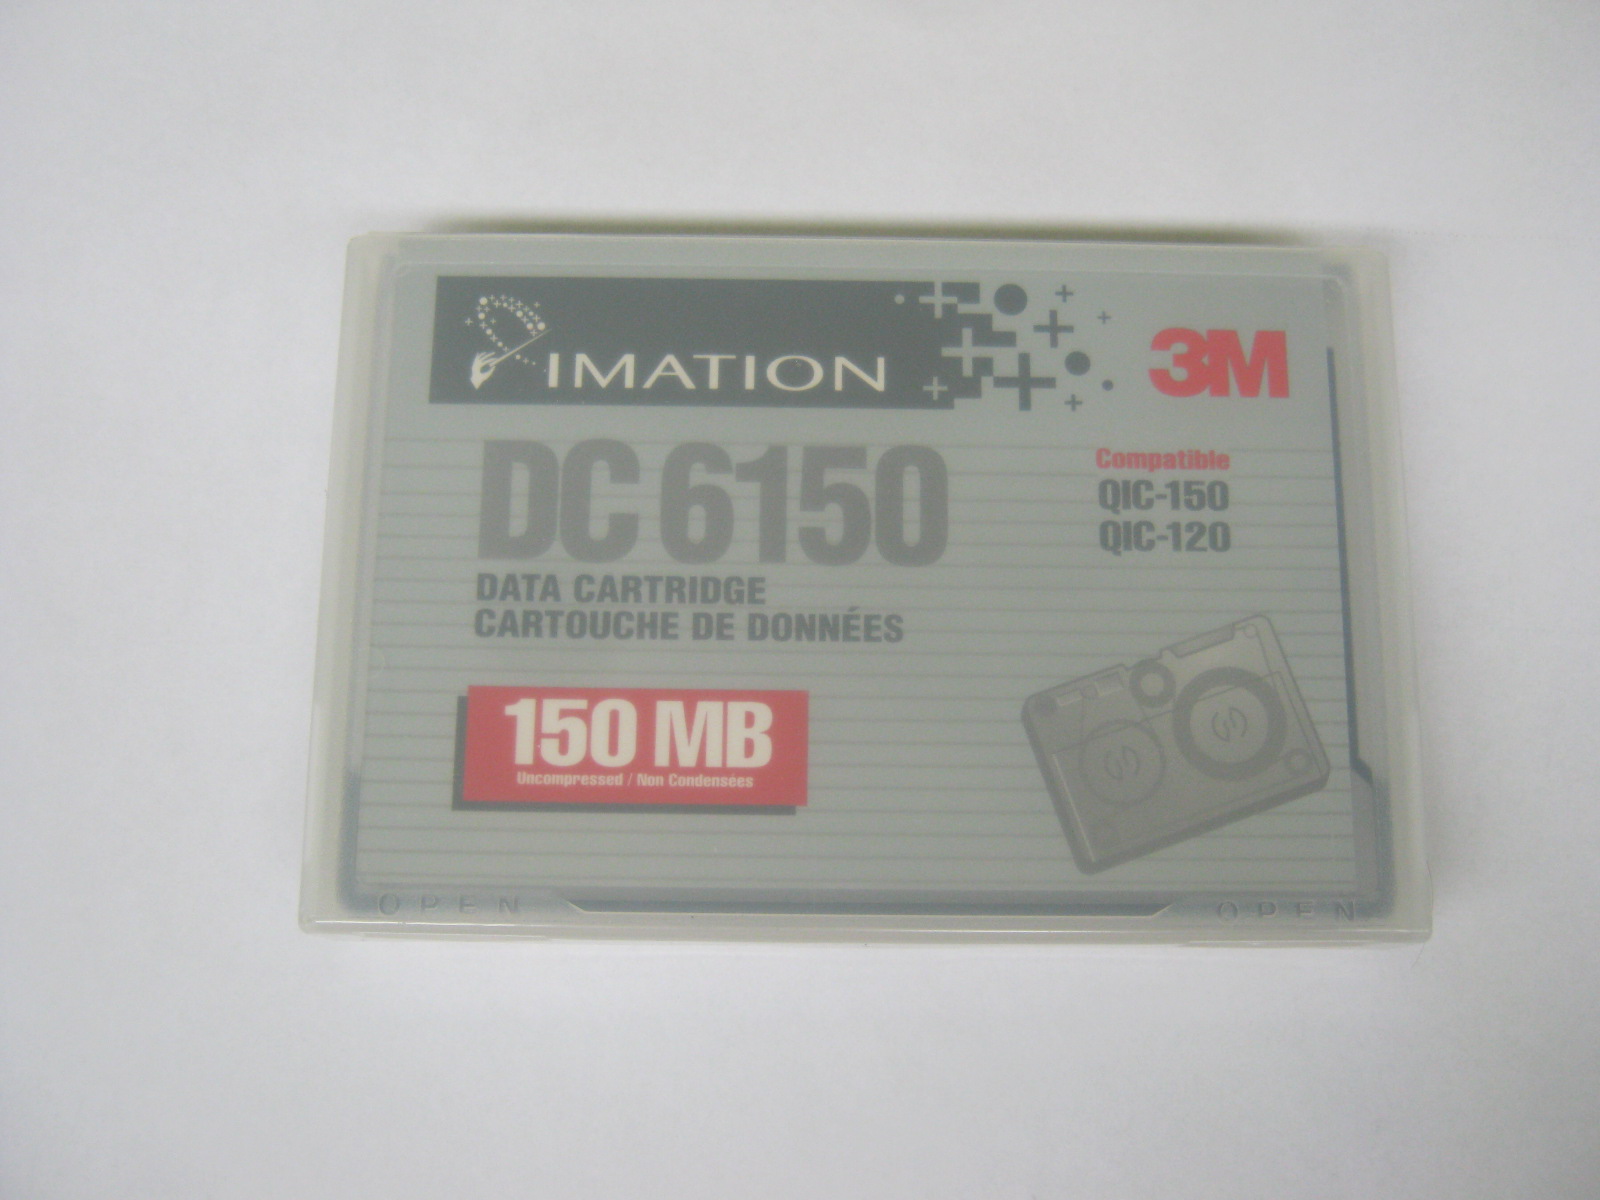 IMATION
3M
DC 6150
DATA CARTRIDGE
CARTOUCHE DE DONNÉES
Compatible
QIC-150
QIC-120
150 MB
Uncompressed / Non Condensées
OPEN
OPEN